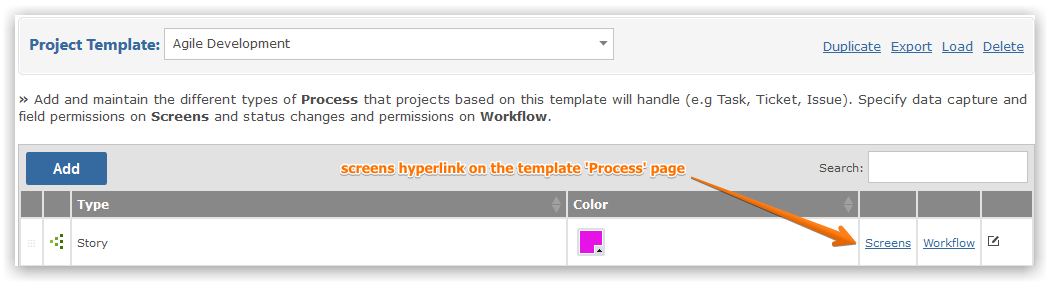 Project Template: Agile Development Duplicate Export Load Delete
» Add and maintain the different types of Process that projects based on this template will handle (e.g Task, Ticket, Issue). Specify data capture and
field permissions on Screens and status changes and permissions on Workflow.
Add screens hyperlink on the template 'Process' page Search:
Type Color
Story Screens Workflow